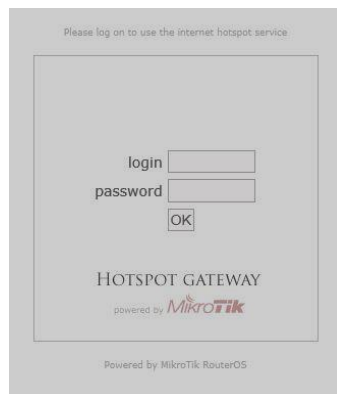 Please log on to use the internet hotspot service
login
password
OK
HOTSPOT GATEWAY
powered by MikroTik
Powered by MikroTik RouterOS